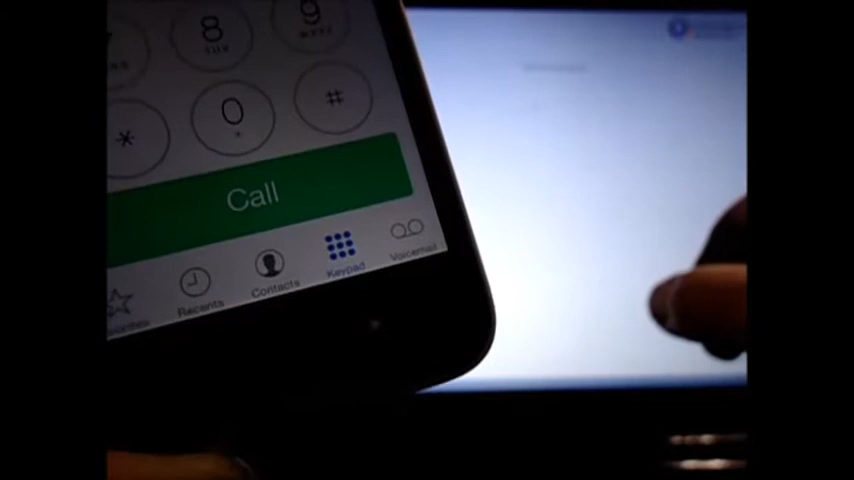 8
TUV
9
WXYZ
*
0
+
#
Call
Recents
Contacts
Keypad
Voicemail